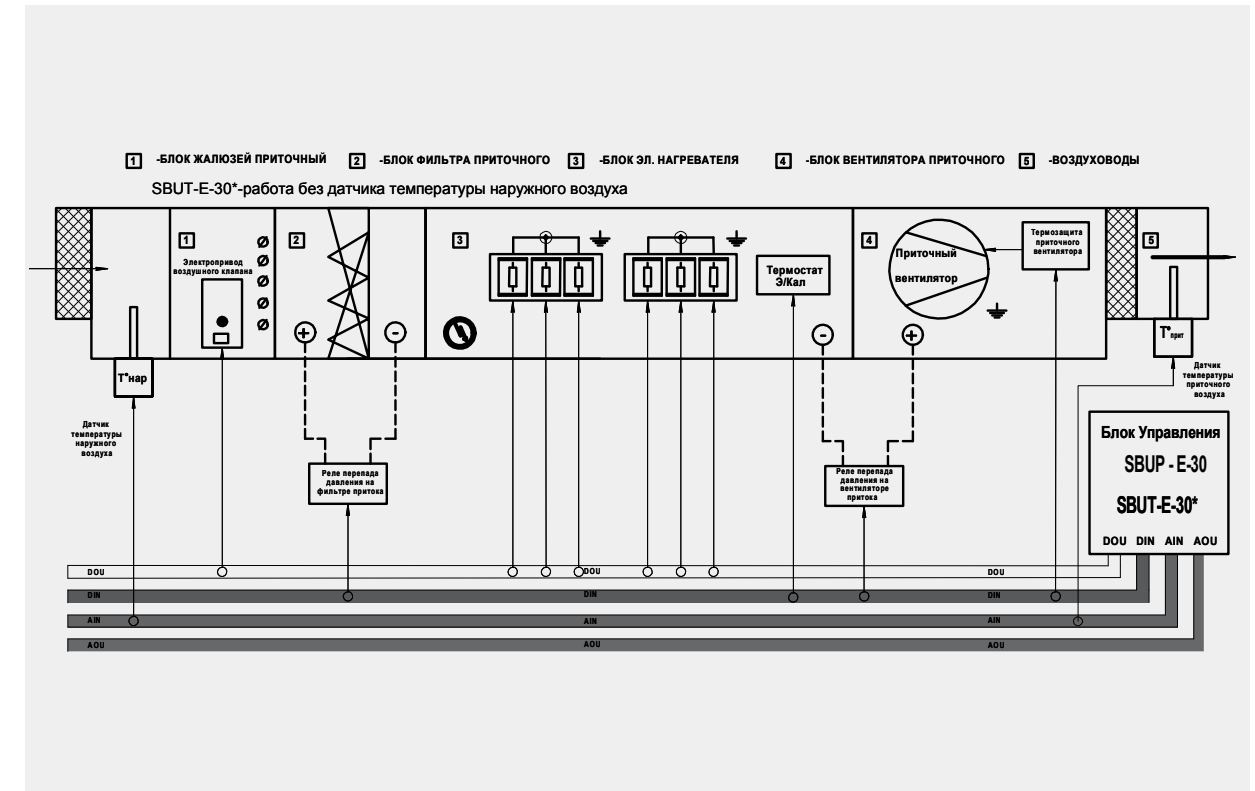 1 -БЛОК ЖАЛЮЗЕЙ ПРИТОЧНЫЙ 2 -БЛОК ФИЛЬТРА ПРИТОЧНОГО 3 -БЛОК ЭЛ. НАГРЕВАТЕЛЯ 4 -БЛОК ВЕНТИЛЯТОРА ПРИТОЧНОГО 5 -ВОЗДУХОВОДЫ
SBUT-E-30*-работа без датчика температуры наружного воздуха
1
Электропривод
воздушного клапана
2
+
-
3
Термостат
Э/Кал
-
4
Приточный
вентилятор
+
Термозащита
приточного
вентилятора
5
T°нар
T°прит
Датчик
температуры
наружного
воздуха
Датчик
температуры
приточного
воздуха
Реле перепада
давления на
фильтре притока
Реле перепада
давления на
вентиляторе
притока
Блок Управления
SBUP - E-30
SBUT-E-30*
DOU DIN AIN AOU
DOU DOU DOU
DIN DIN DIN
AIN AIN AIN
AOU AOU AOU